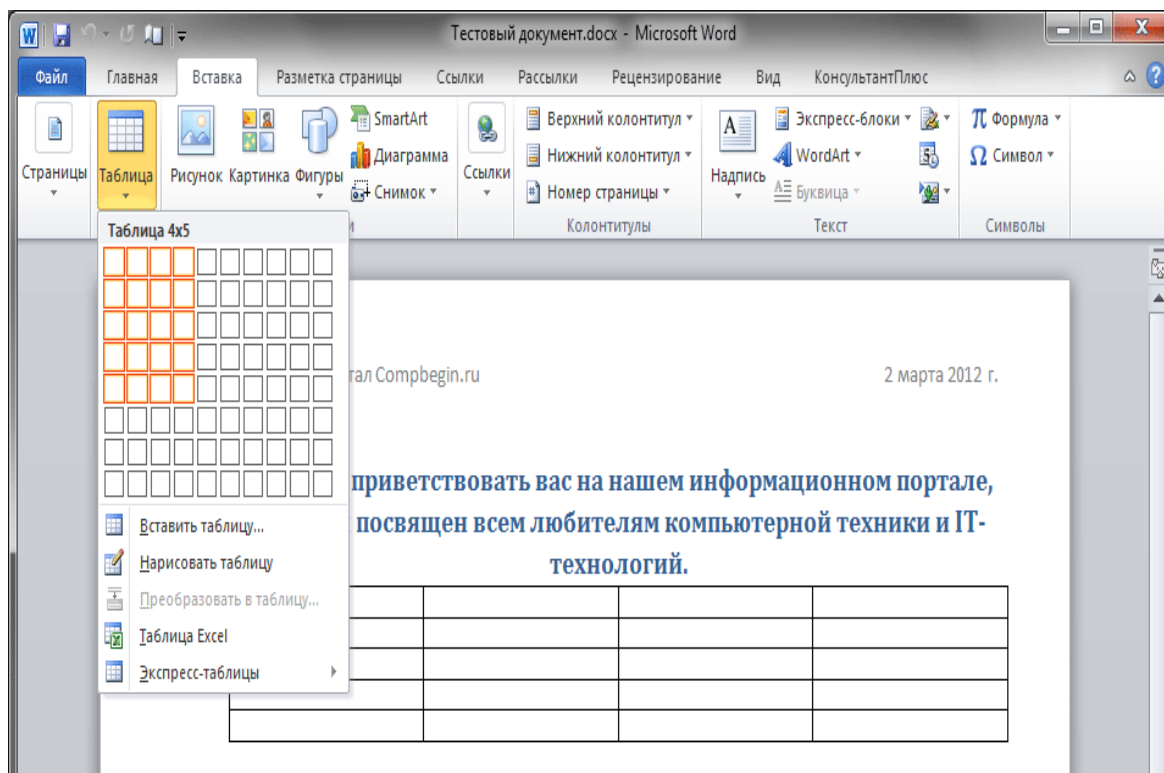 Тестовый документ.docx - Microsoft Word
Файл Главная Вставка Разметка страницы Ссылки Рассылки Рецензирование Вид КонсультантПлюс
Страницы
Таблица
Рисунок Картинка Фигуры
SmartArt
Диаграмма
Снимок
Ссылки
Верхний колонтитул
Нижний колонтитул
Номер страницы
Колонтитулы
Надпись
Экспресс-блоки
WordArt
Буквица
Текст
π Формула
Ω Символ
Символы
Таблица 4x5
Вставить таблицу...
Нарисовать таблицу
Преобразовать в таблицу...
Таблица Excel
Экспресс-таблицы
Compbegin.ru 2 марта 2012 г.
приветствовать вас на нашем информационном портале,
посвящен всем любителям компьютерной техники и IT-
технологий.